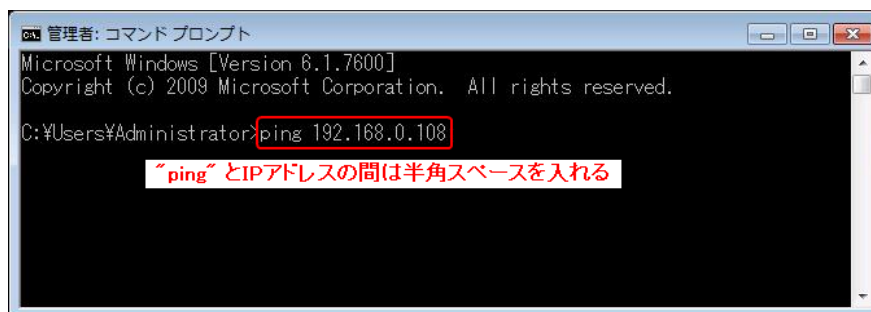 管理者: コマンド プロンプト
Microsoft Windows [Version 6.1.7600]
Copyright (c) 2009 Microsoft Corporation.  All rights reserved.
C:¥Users¥Administrator>ping 192.168.0.108
"ping" とIPアドレスの間は半角スペースを入れる